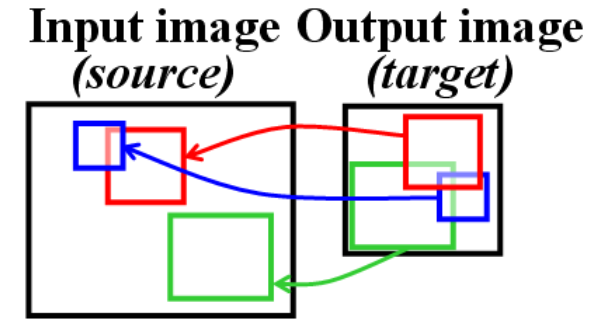 Input image Output image
(source) (target)